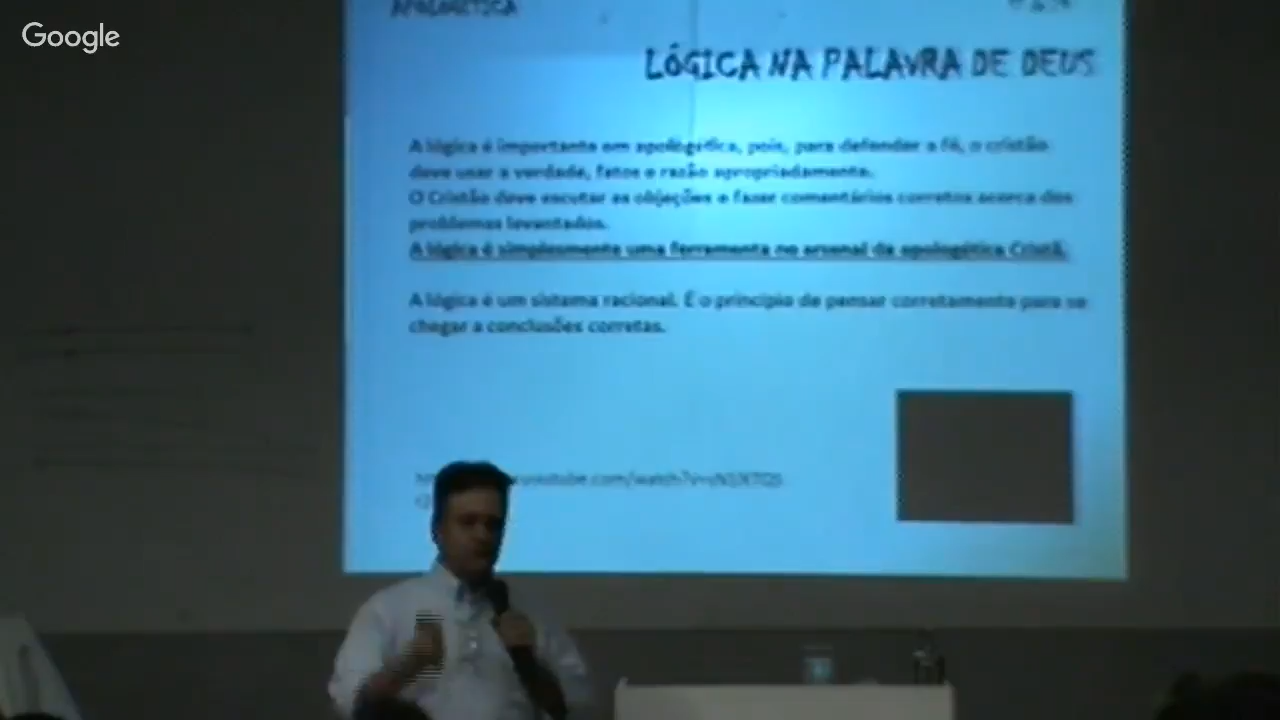 Google
APOLOGÉTICA
LÓGICA NA PALAVRA DE DEUS
A lógica é importante em apologética, pois, para defender a fé, o cristão
deve usar a verdade, fatos e razão apropriadamente.
O Cristão deve escutar as objeções e fazer comentários corretos acerca dos
problemas levantados.
A lógica é simplesmente uma ferramenta no arsenal da apologética Cristã.
A lógica é um sistema racional. É o princípio de pensar corretamente para se
chegar a conclusões corretas.